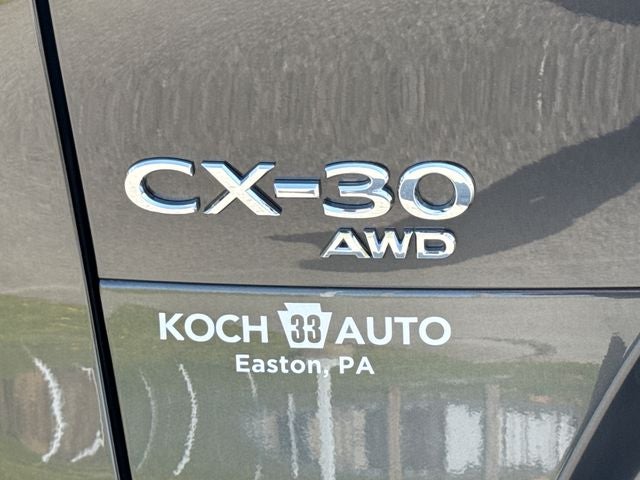 CX-30
AWD
KOCH 33 AUTO
Easton, PA